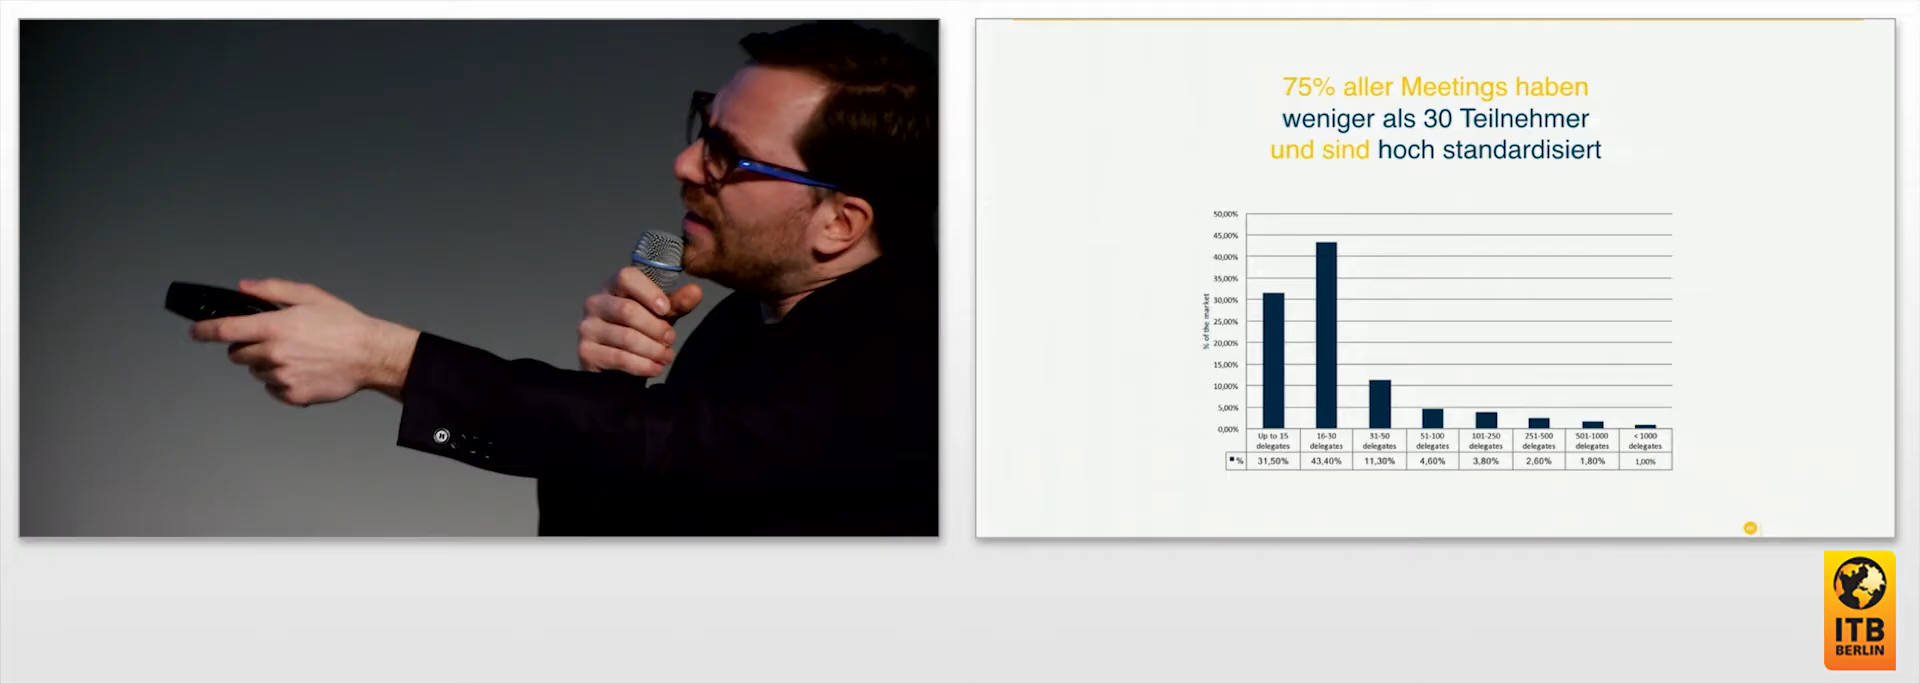 75% aller Meetings haben
weniger als 30 Teilnehmer
und sind hoch standardisiert
50,00%
45,00%
40,00%
35,00%
30,00%
25,00%
20,00%
15,00%
10,00%
5,00%
0,00%
% of the market
Up to 15 delegates
16-30 delegates
31-50 delegates
51-100 delegates
101-250 delegates
251-500 delegates
501-1000 delegates
< 1000 delegates
% 31,50% 43,40% 11,30% 4,60% 3,80% 2,60% 1,80% 1,00%
ITB
BERLIN